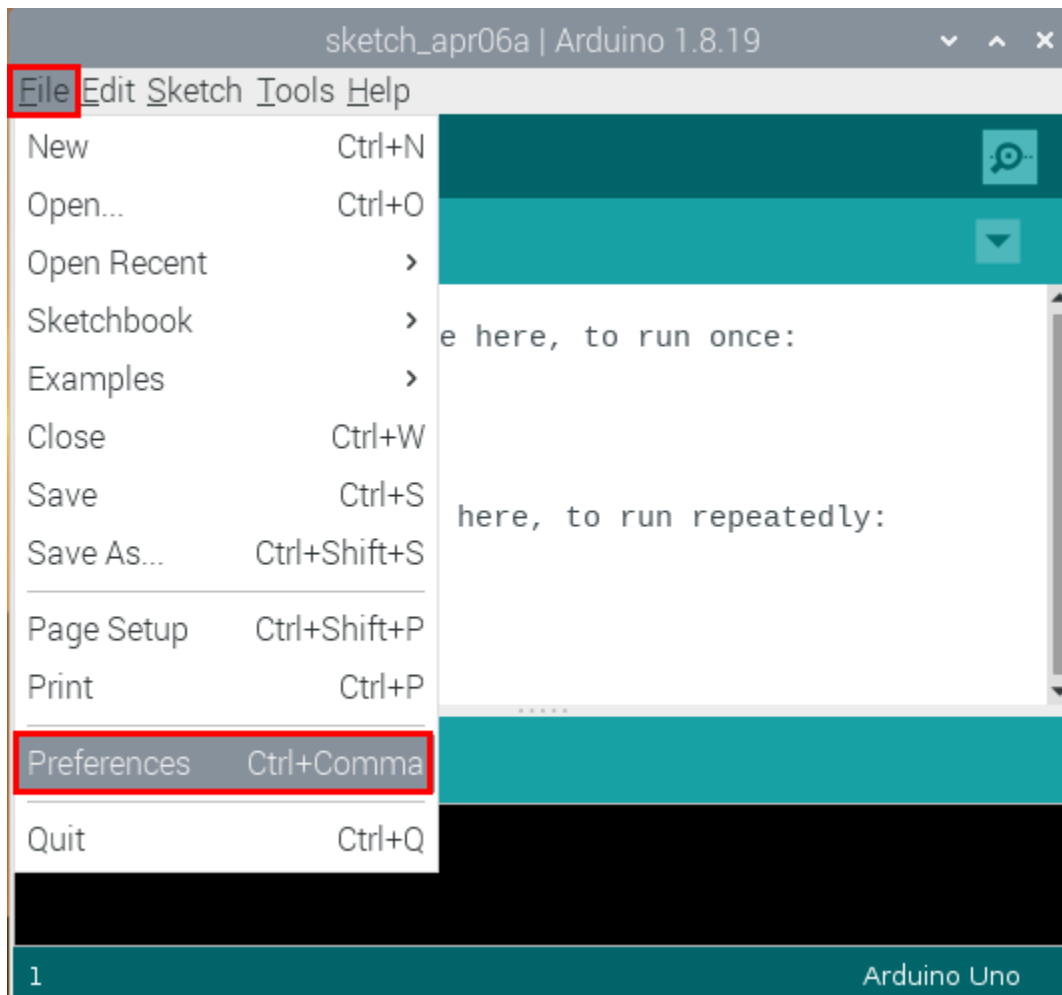 sketch_apr06a | Arduino 1.8.19
File Edit Sketch Tools Help
New Ctrl+N
Open... Ctrl+O
Open Recent
Sketchbook
e here, to run once:
Examples
Close Ctrl+W
Save Ctrl+S
here, to run repeatedly:
Save As... Ctrl+Shift+S
Page Setup Ctrl+Shift+P
Print Ctrl+P
Preferences Ctrl+Comma
Quit Ctrl+Q
1 Arduino Uno